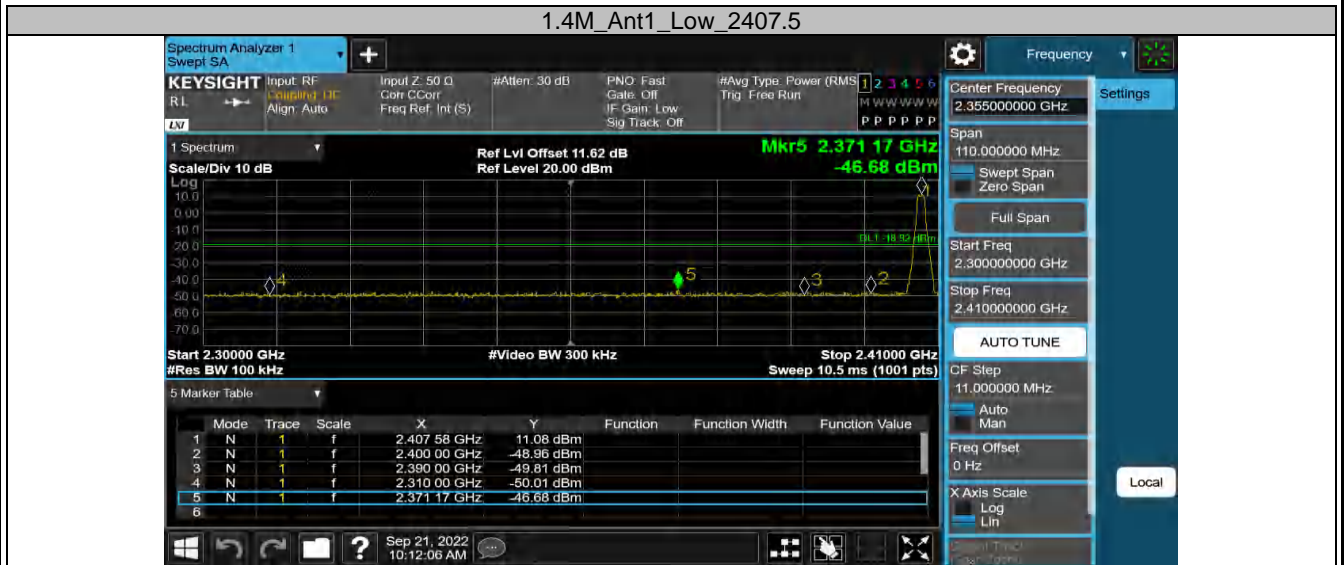 1.4M_Ant1_Low_2407.5
Spectrum Analyzer 1
Swept SA
Frequency
KEYSIGHT
RL
LXI
Input: RF
Align: Auto
Input Z: 50 Ω
Corr CCorr
Freq Ref: Int (S)
#Atten: 30 dB
PNO: Fast
Gate: Off
IF Gain: Low
Sig Track: Off
#Avg Type: Power (RMS
Trig: Free Run
1 2 3 4 5 6
M W W W W W
P P P P P P
1 Spectrum
Scale/Div 10 dB
Ref Lvl Offset 11.62 dB
Ref Level 20.00 dBm
Mkr5 2.371 17 GHz
-46.68 dBm
Log
10.0
0.00
-10.0
-20.0
-30.0
-40.0
-50.0
-60.0
-70.0
DL1 -18.92 dBm
1
4
5
3
2
Start 2.30000 GHz
#Video BW 300 kHz
Stop 2.41000 GHz
#Res BW 100 kHz
Sweep 10.5 ms (1001 pts)
5 Marker Table
Mode Trace Scale X Y Function Function Width Function Value
1 N 1 f 2.407 58 GHz 11.08 dBm
2 N 1 f 2.400 00 GHz -48.96 dBm
3 N 1 f 2.390 00 GHz -49.81 dBm
4 N 1 f 2.310 00 GHz -50.01 dBm
5 N 1 f 2.371 17 GHz -46.68 dBm
6
Sep 21, 2022
10:12:06 AM
Center Frequency
2.355000000 GHz
Settings
Span
110.000000 MHz
Swept Span
Zero Span
Full Span
Start Freq
2.300000000 GHz
Stop Freq
2.410000000 GHz
AUTO TUNE
CF Step
11.000000 MHz
Auto
Man
Freq Offset
0 Hz
X Axis Scale
Log
Lin
Local